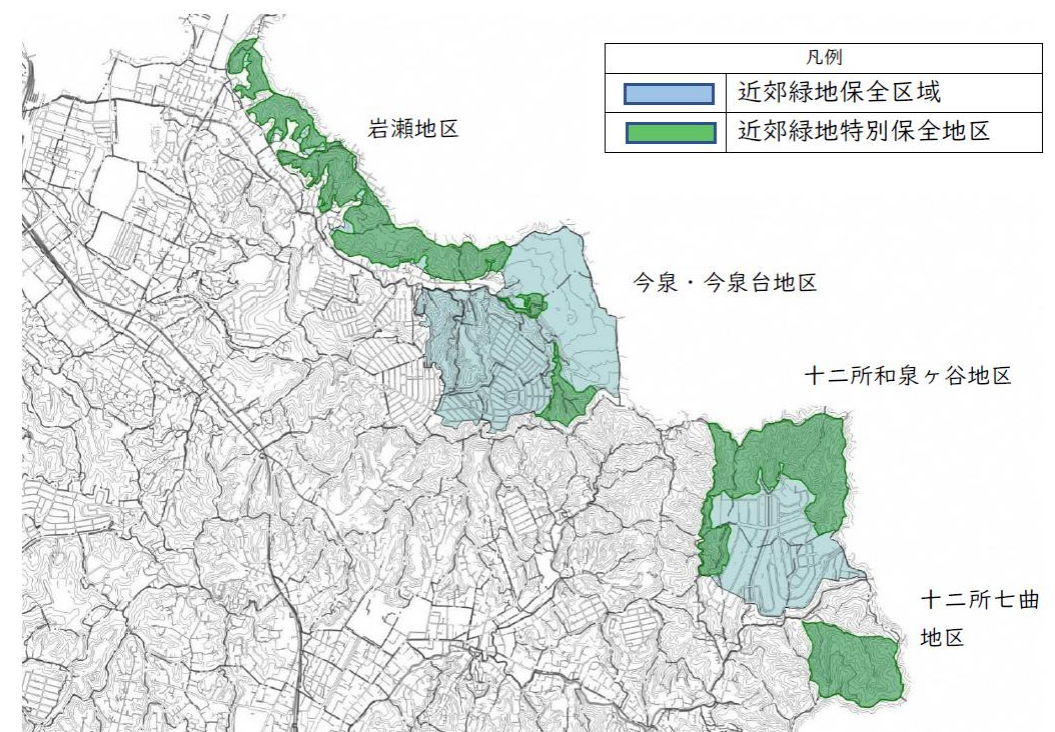 凡例
近郊緑地保全区域
近郊緑地特別保全地区
岩瀬地区
今泉・今泉台地区
十二所和泉ヶ谷地区
十二所七曲
地区